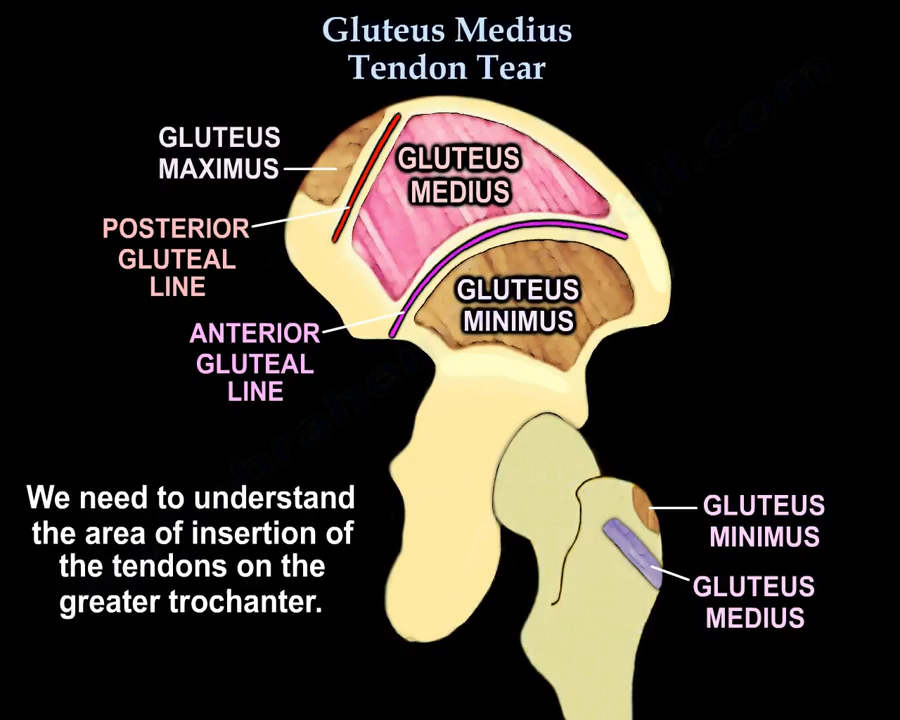 Gluteus Medius
Tendon Tear
GLUTEUS
MAXIMUS
GLUTEUS
MEDIUS
POSTERIOR
GLUTEAL
LINE
GLUTEUS
MINIMUS
ANTERIOR
GLUTEAL
LINE
We need to understand
the area of insertion of
the tendons on the
greater trochanter.
GLUTEUS
MINIMUS
GLUTEUS
MEDIUS